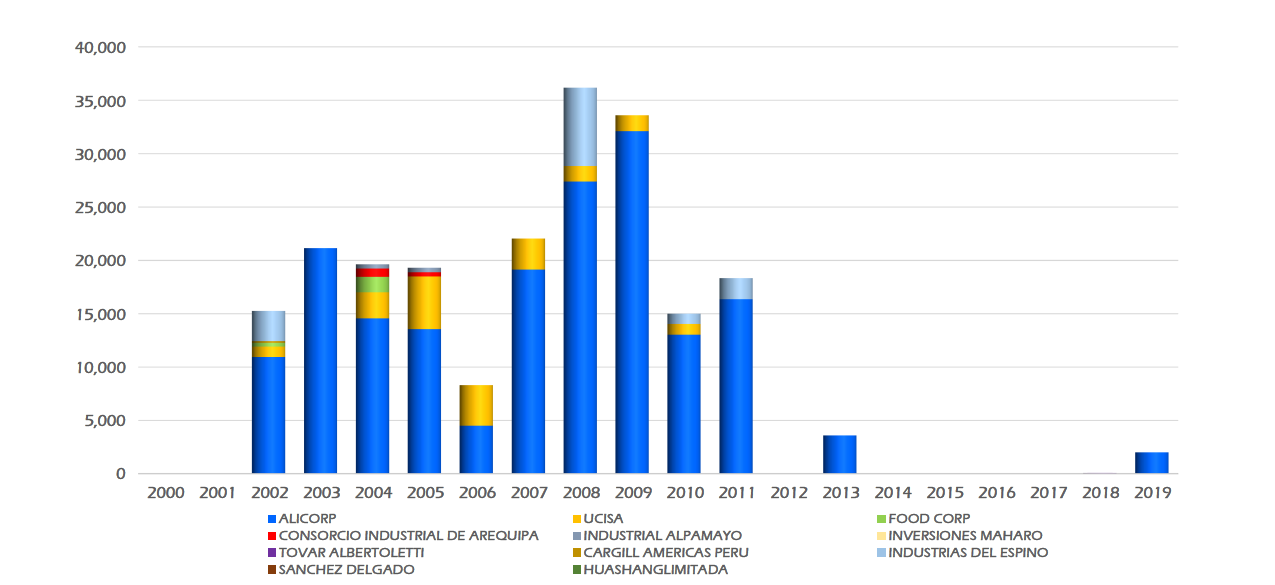 40,000
35,000
30,000
25,000
20,000
15,000
10,000
5,000
0
2000 2001 2002 2003 2004 2005 2006 2007 2008 2009 2010 2011 2012 2013 2014 2015 2016 2017 2018 2019
ALICORP UCISA FOOD CORP
CONSORCIO INDUSTRIAL DE AREQUIPA INDUSTRIAL ALPAMAYO INVERSIONES MAHARO
TOVAR ALBERTOLETTI CARGILL AMERICAS PERU INDUSTRIAS DEL ESPINO
SANCHEZ DELGADO HUASHANGLIMITADA